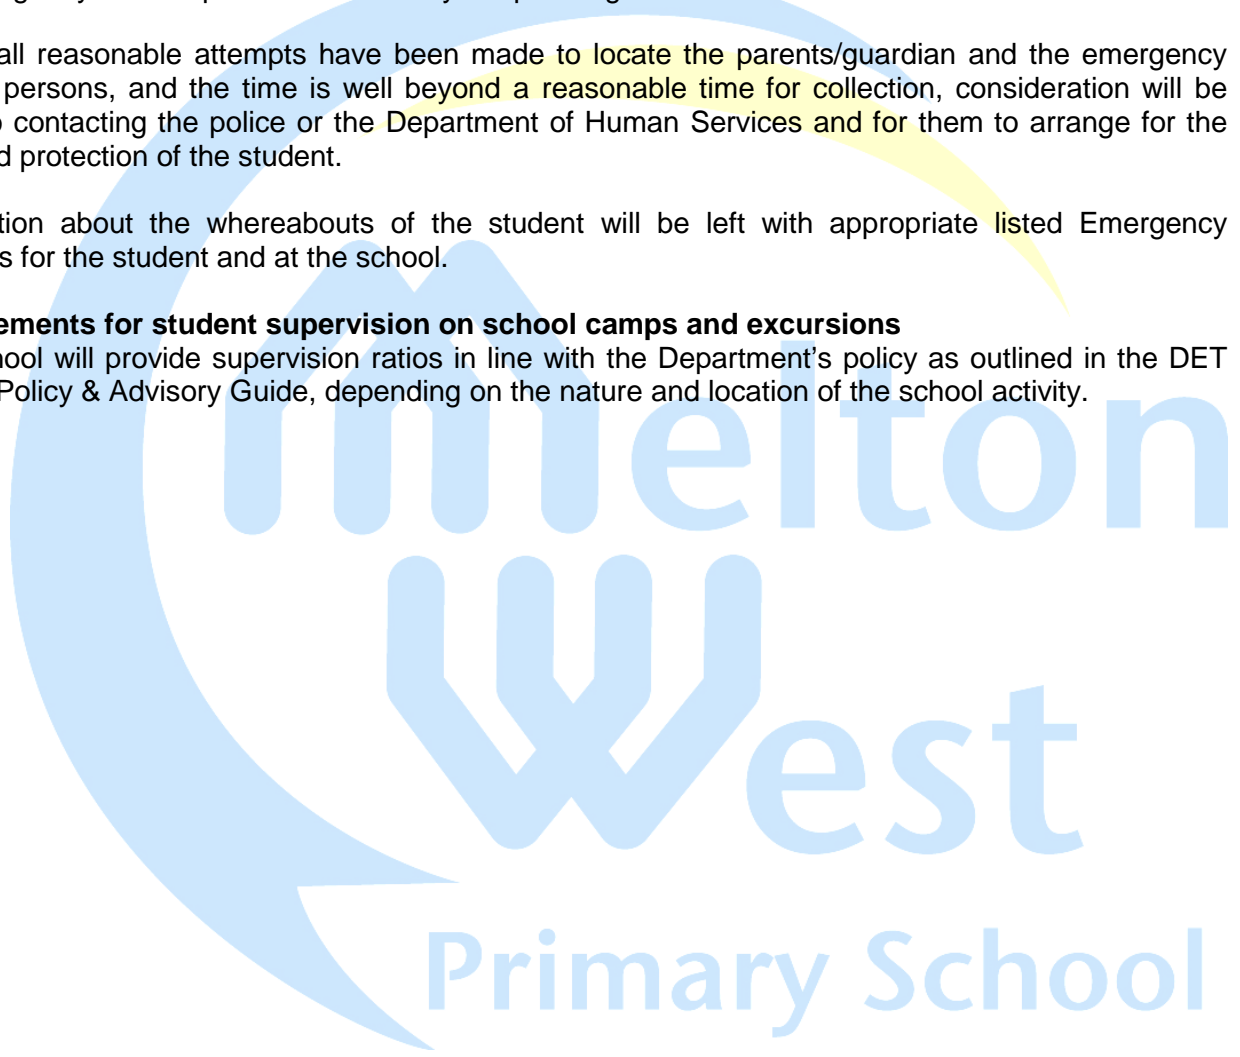 all reasonable attempts have been made to locate the parents/guardian and the emergency
persons, and the time is well beyond a reasonable time for collection, consideration will be
contacting the police or the Department of Human Services and for them to arrange for the
protection of the student.
tion about the whereabouts of the student will be left with appropriate listed Emergency
s for the student and at the school.
ements for student supervision on school camps and excursions
ool will provide supervision ratios in line with the Department's policy as outlined in the DET
Policy & Advisory Guide, depending on the nature and location of the school activity.
melton
West
Primary School